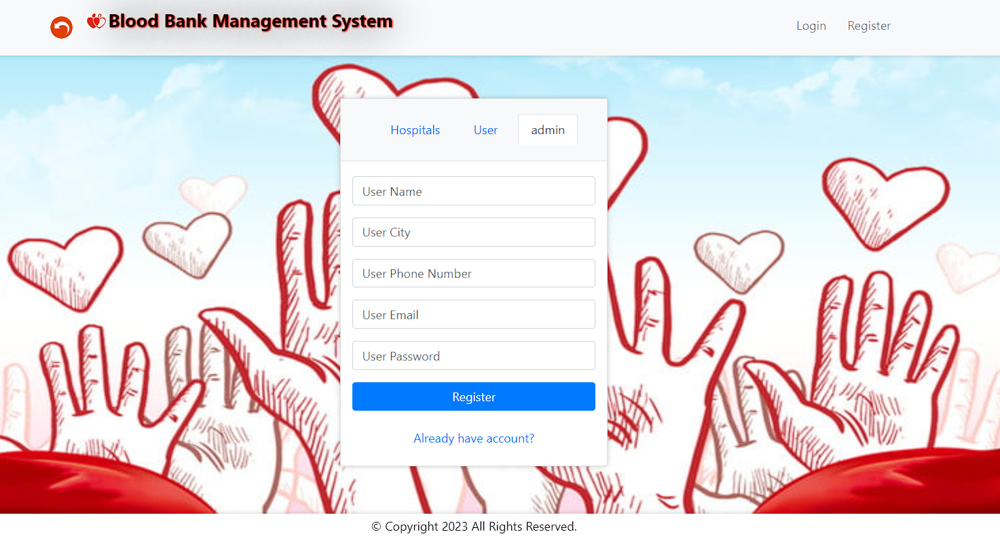 Blood Bank Management System
Login Register
Hospitals User admin
User Name
User City
User Phone Number
User Email
User Password
Register
Already have account?
© Copyright 2023 All Rights Reserved.